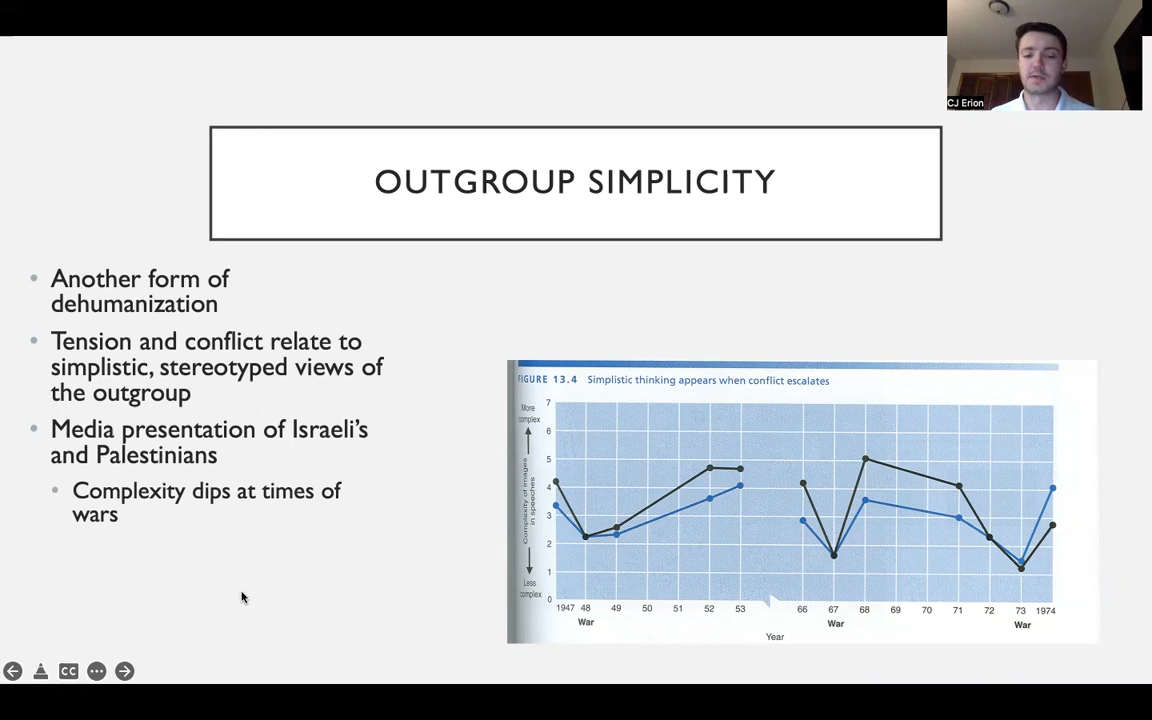 CJ Erion
OUTGROUP SIMPLICITY
• Another form of
dehumanization
• Tension and conflict relate to
simplistic, stereotyped views of
the outgroup
• Media presentation of Israeli's
and Palestinians
• Complexity dips at times of
wars
FIGURE 13.4 Simplistic thinking appears when conflict escalates
More
complex
Complexity of images
in speeches
Less
complex
7
6
5
4
3
2
1
0
1947 48 49 50 51 52 53 66 67 68 69 70 71 72 73 1974
War War War
Year
CC